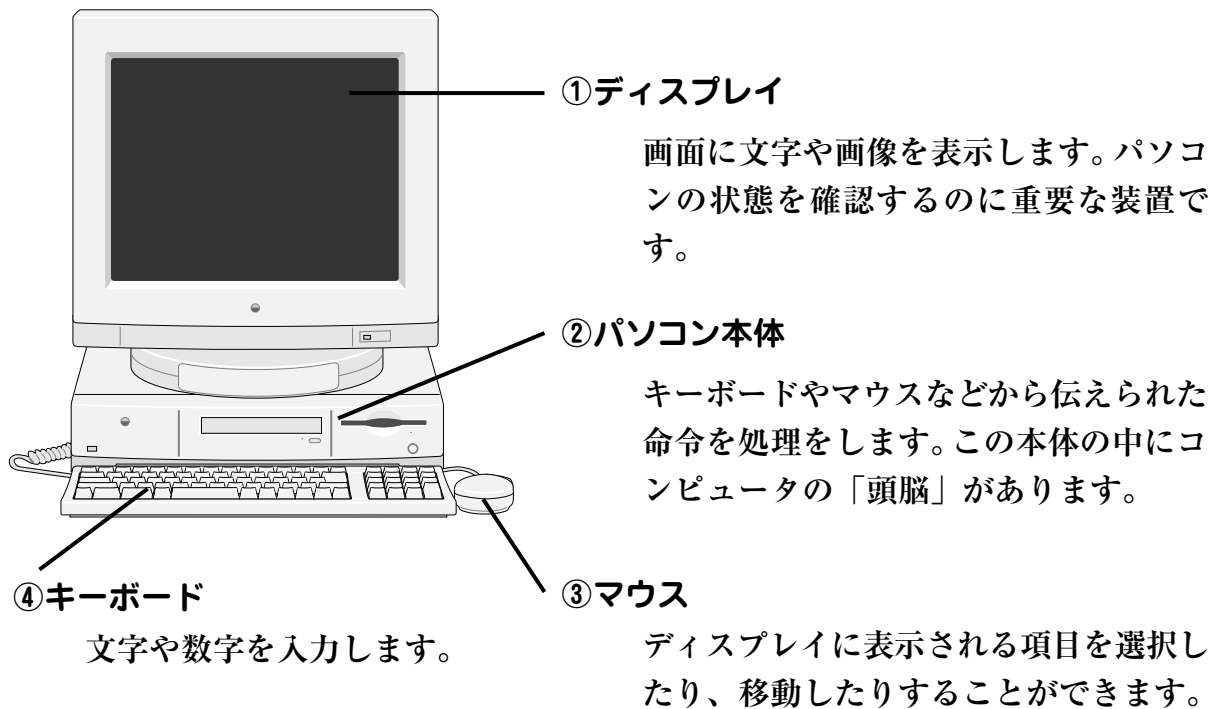 ①ディスプレイ
画面に文字や画像を表示します。パソコ
ンの状態を確認するのに重要な装置で
す。
②パソコン本体
キーボードやマウスなどから伝えられた
命令を処理をします。この本体の中にコ
ンピュータの「頭脳」があります。
③マウス
ディスプレイに表示される項目を選択し
たり、移動したりすることができます。
④キーボード
文字や数字を入力します。